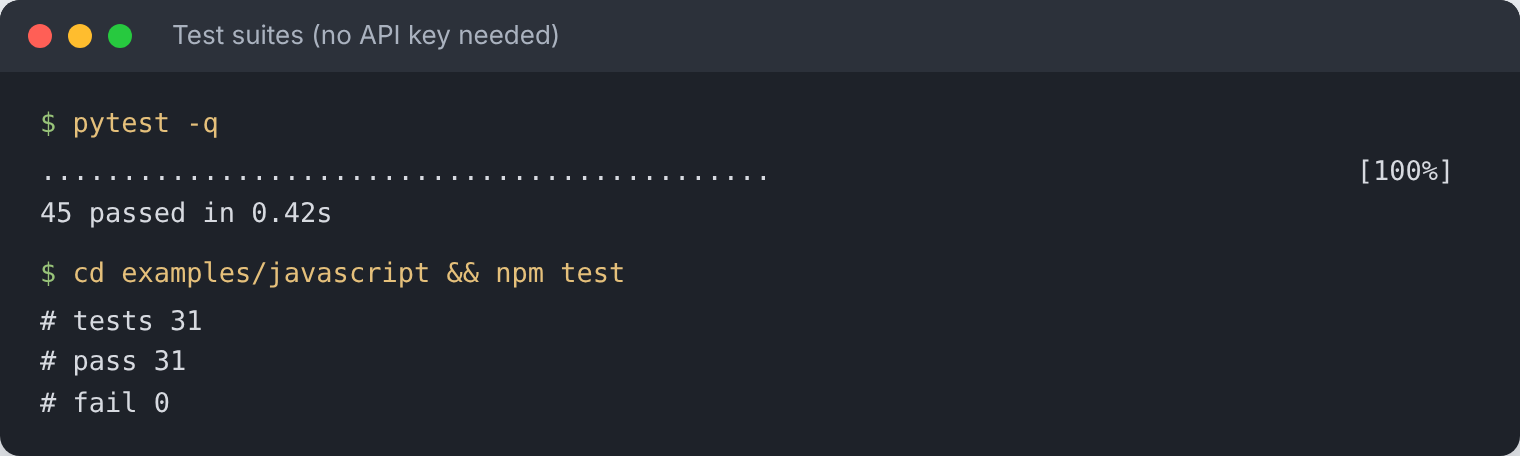 Test suites (no API key needed)
$ pytest -q
............................................. [100%]
45 passed in 0.42s
$ cd examples/javascript && npm test
# tests 31
# pass 31
# fail 0